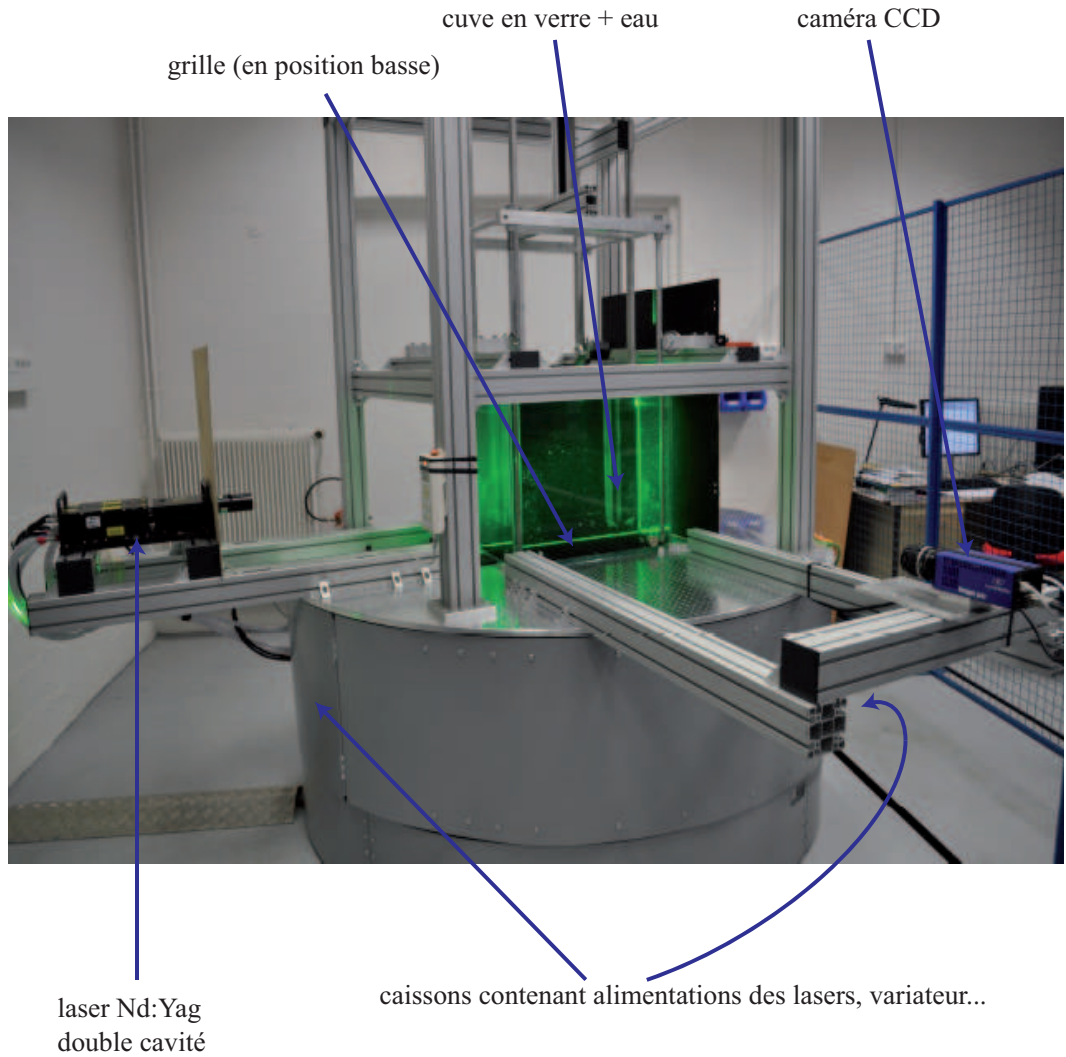 cuve en verre + eau
caméra CCD
grille (en position basse)
laser Nd:Yag
double cavité
caissons contenant alimentations des lasers, variateur...